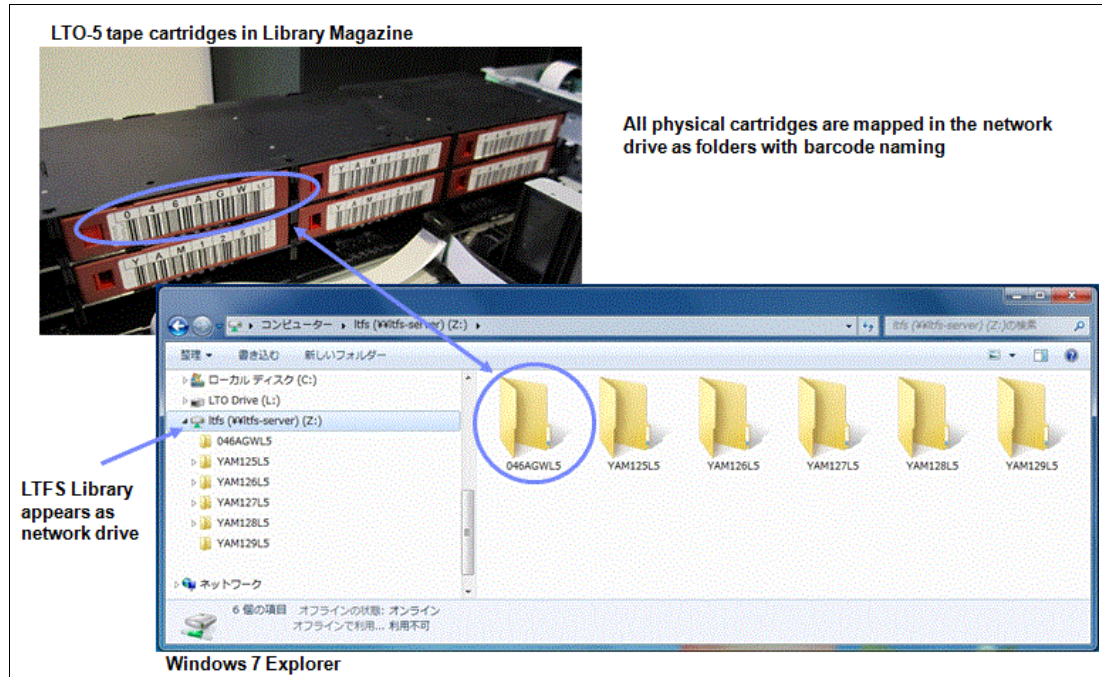 LTO-5 tape cartridges in Library Magazine
All physical cartridges are mapped in the network
drive as folders with barcode naming
0 4 6 A G W L5
Y A M 1 2
コンピューター ltfs (¥¥ltfs-server) (Z:)
ltfs (¥¥ltfs-server) (Z:)の検索
整理 書き込む 新しいフォルダー
ローカル ディスク (C:)
LTO Drive (L:)
ltfs (¥¥ltfs-server) (Z:)
046AGWL5
YAM125L5
YAM126L5
YAM127L5
YAM128L5
YAM129L5
ネットワーク
046AGWL5 YAM125L5 YAM126L5 YAM127L5 YAM128L5 YAM129L5
6 個の項目 オフラインの状態: オンライン
オフラインで利用... 利用不可
LTFS Library
appears as
network drive
Windows 7 Explorer